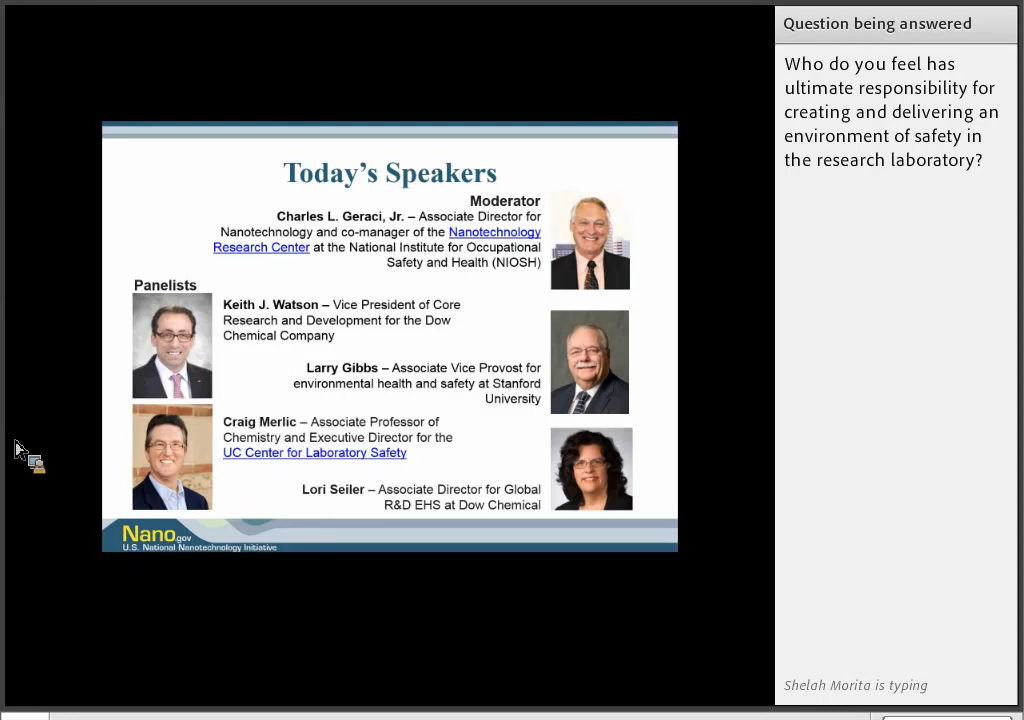 Today's Speakers
Moderator
Charles L. Geraci, Jr. – Associate Director for
Nanotechnology and co-manager of the Nanotechnology
Research Center at the National Institute for Occupational
Safety and Health (NIOSH)
Panelists
Keith J. Watson – Vice President of Core
Research and Development for the Dow
Chemical Company
Larry Gibbs – Associate Vice Provost for
environmental health and safety at Stanford
University
Craig Merlic – Associate Professor of
Chemistry and Executive Director for the
UC Center for Laboratory Safety
Lori Seiler – Associate Director for Global
R&D EHS at Dow Chemical
Nano.gov
U.S. National Nanotechnology Initiative
Question being answered
Who do you feel has
ultimate responsibility for
creating and delivering an
environment of safety in
the research laboratory?
Shelah Morita is typing